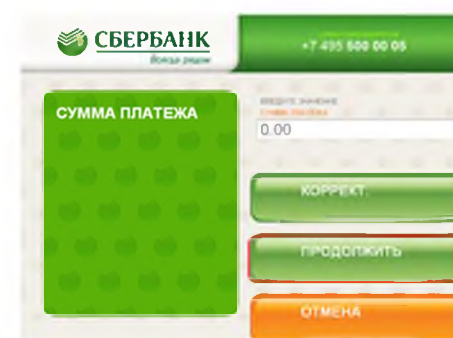 СБЕРБАНК
Всегда рядом
+7 495 500 00 05
СУММА ПЛАТЕЖА
ВВЕДИТЕ ЗНАЧЕНИЕ
СУММА ПЛАТЕЖА
0.00
КОРРЕКТ.
ПРОДОЛЖИТЬ
ОТМЕНА